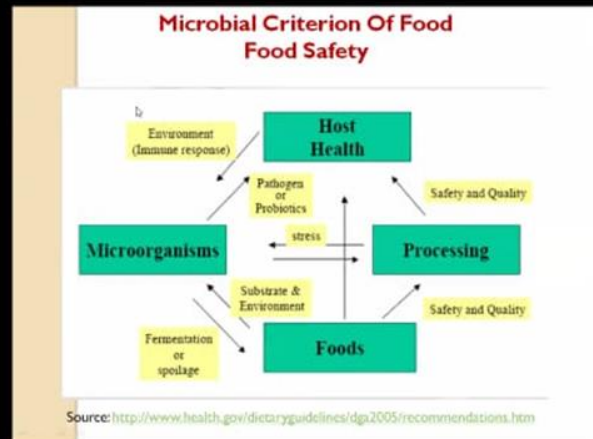 Microbial Criterion Of Food
Food Safety
Host
Health
Environment
(Immune response)
Pathogen
or
Probiotics
Safety and Quality
stress
Microorganisms
Processing
Substrate &
Environment
Safety and Quality
Fermentation
or
spoilage
Foods
Source: http://www.health.gov/dietaryguidelines/dga2005/recommendations.htm